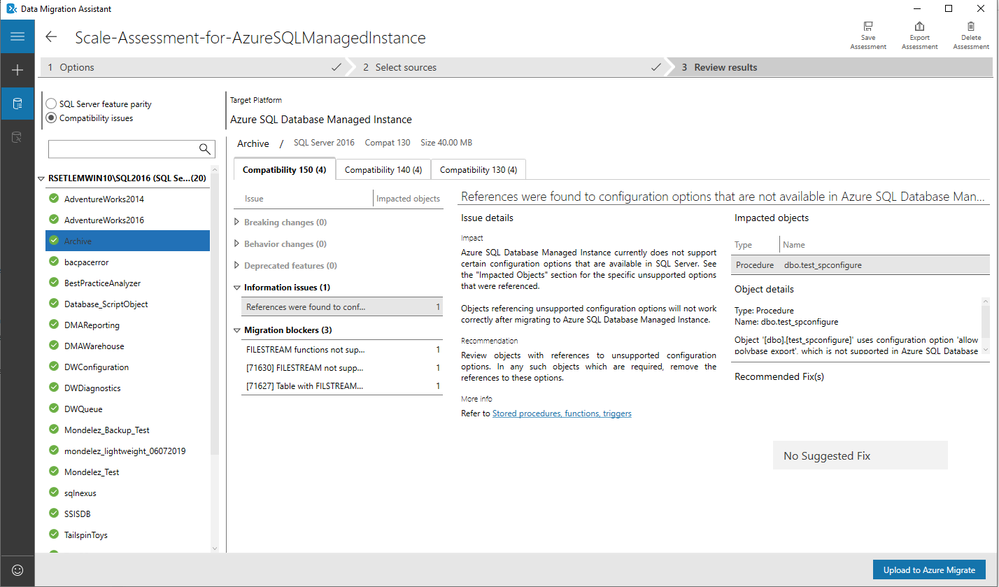 Data Migration Assistant
Scale-Assessment-for-AzureSQLManagedInstance
Save
Assessment
Export
Assessment
Delete
Assessment
1 Options
2 Select sources
3 Review results
SQL Server feature parity
Compatibility issues
RSETLEMWIN10\SQL2016 (SQL Se...(20)
AdventureWorks2014
AdventureWorks2016
Archive
bacpacerror
BestPracticeAnalyzer
Database_ScriptObject
DMAReporting
DMAWarehouse
DWConfiguration
DWDiagnostics
DWQueue
Mondelez_Backup_Test
mondelez_lightweight_06072019
Mondelez_Test
sqlnexus
SSISDB
TailspinToys
Target Platform
Azure SQL Database Managed Instance
Archive / SQL Server 2016 Compat 130 Size 40.00 MB
Compatibility 150 (4) Compatibility 140 (4) Compatibility 130 (4)
Issue Impacted objects
Breaking changes (0)
Behavior changes (0)
Deprecated features (0)
Information issues (1)
References were found to conf... 1
Migration blockers (3)
FILESTREAM functions not sup... 1
[71630] FILESTREAM not supp... 1
[71627] Table with FILSTREAM... 1
References were found to configuration options that are not available in Azure SQL Database Man...
Issue details
Impact
Azure SQL Database Managed Instance currently does not support
certain configuration options that are available in SQL Server. See
the "Impacted Objects" section for the specific unsupported options
that were referenced.
Objects referencing unsupported configuration options will not work
correctly after migrating to Azure SQL Database Managed Instance.
Recommendation
Review objects with references to unsupported configuration
options. In any such objects which are required, remove the
references to these options.
More info
Refer to Stored procedures, functions, triggers
Impacted objects
Type Name
Procedure dbo.test_spconfigure
Object details
Type: Procedure
Name: dbo.test_spconfigure
Object '[dbo].[test_spconfigure]' uses configuration option 'allow
polybase export', which is not supported in Azure SQL Database
Recommended Fix(s)
No Suggested Fix
Upload to Azure Migrate